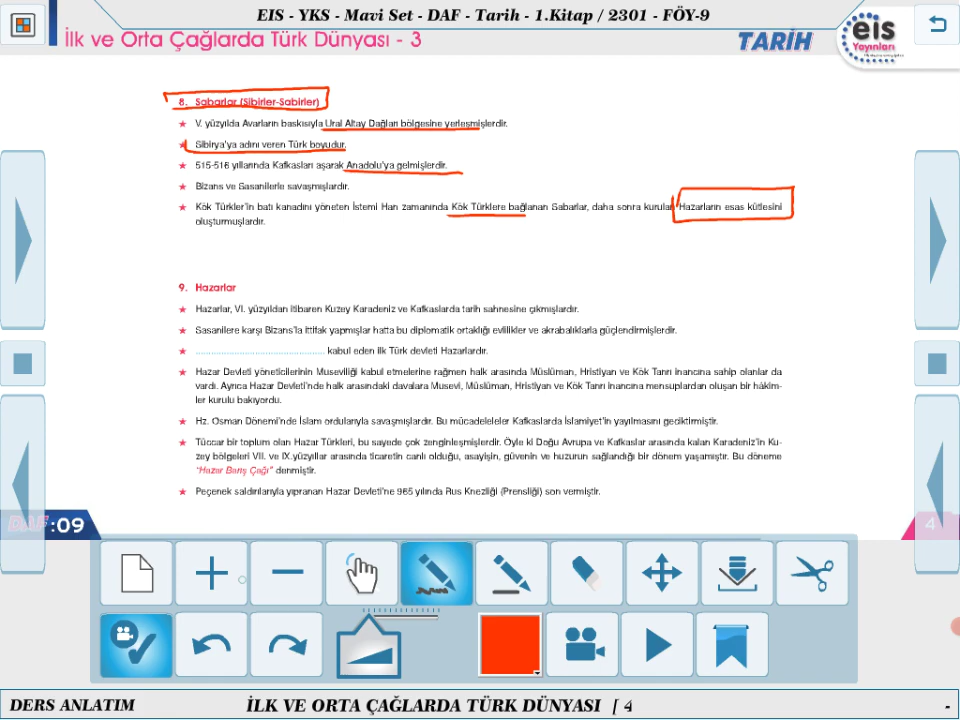 EIS - YKS - Mavi Set - DAF - Tarih - 1.Kitap / 2301 - FÖY-9
İlk ve Orta Çağlarda Türk Dünyası - 3
TARİH
eis
Yayınları
8. Sabarlar (Sibirler-Sabirler)
★ V. yüzyılda Avarların baskısıyla Ural Altay Dağları bölgesine yerleşmişlerdir.
★ Sibirya'ya adını veren Türk boyudur.
★ 515-516 yıllarında Kafkasları aşarak Anadolu'ya gelmişlerdir.
★ Bizans ve Sasanilerle savaşmışlardır.
★ Kök Türkler'in batı kanadını yöneten İstemi Han zamanında Kök Türklere bağlanan Sabarlar, daha sonra kurulan Hazarların esas kütlesini
oluşturmuşlardır.
9. Hazarlar
★ Hazarlar, VI. yüzyıldan itibaren Kuzey Karadeniz ve Kafkaslarda tarih sahnesine çıkmışlardır.
★ Sasanilere karşı Bizans'la ittifak yapmışlar hatta bu diplomatik ortaklığı evlilikler ve akrabalıklarla güçlendirmişlerdir.
★ ............................................... kabul eden ilk Türk devleti Hazarlardır.
★ Hazar Devleti yöneticilerinin Museviliği kabul etmelerine rağmen halk arasında Müslüman, Hristiyan ve Kök Tanrı inancına sahip olanlar da
vardı. Ayrıca Hazar Devleti'nde halk arasındaki davalara Musevi, Müslüman, Hristiyan ve Kök Tanrı inancına mensuplardan oluşan bir hâkim-
ler kurulu bakıyordu.
★ Hz. Osman Dönemi'nde İslam ordularıyla savaşmışlardır. Bu mücadeleleler Kafkaslarda İslamiyet'in yayılmasını geciktirmiştir.
★ Tüccar bir toplum olan Hazar Türkleri, bu sayede çok zenginleşmişlerdir. Öyle ki Doğu Avrupa ve Kafkaslar arasında kalan Karadeniz'in Ku-
zey bölgeleri VII. ve IX.yüzyıllar arasında ticaretin canlı olduğu, asayişin, güvenin ve huzurun sağlandığı bir dönem yaşamıştır. Bu döneme
"Hazar Barış Çağı" denmiştir.
★ Peçenek saldırılarıyla yıpranan Hazar Devleti'ne 965 yılında Rus Knezliği (Prensliği) son vermiştir.
DAF:09
4
DERS ANLATIM
İLK VE ORTA ÇAĞLARDA TÜRK DÜNYASI [ 4
-